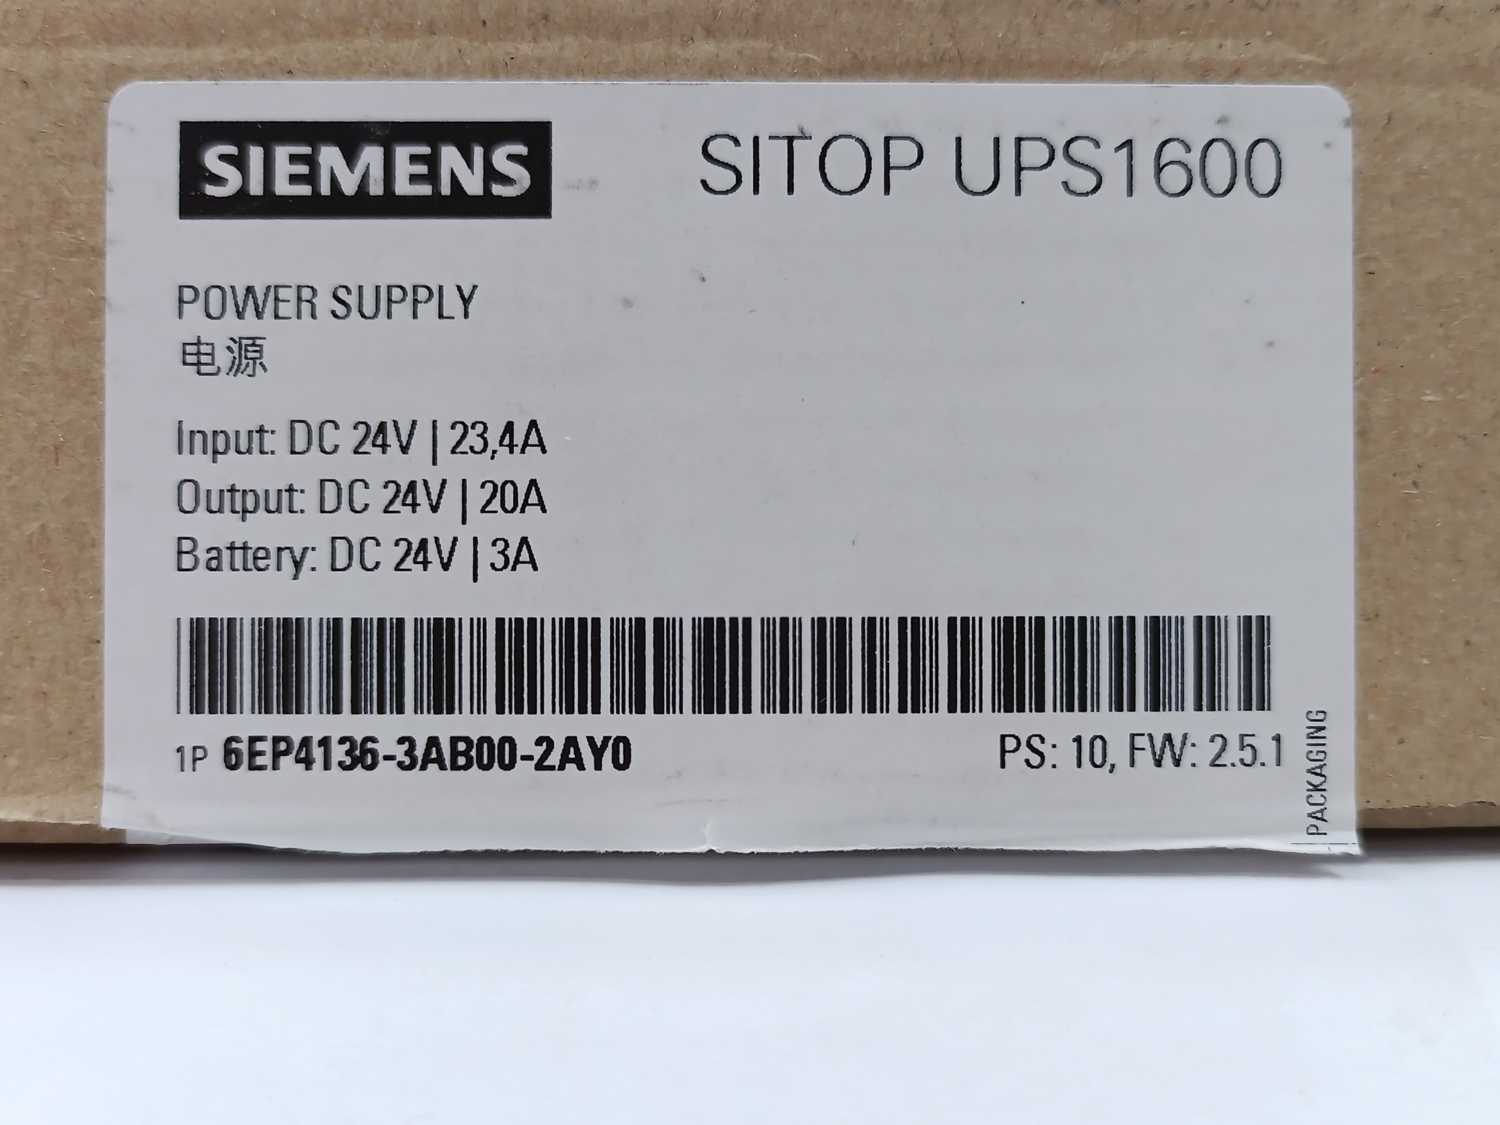 SIEMENS
SITOP UPS1600
POWER SUPPLY
电源
Input: DC 24V | 23,4A
Output: DC 24V | 20A
Battery: DC 24V | 3A
1P 6EP4136-3AB00-2AY0
PS: 10, FW: 2.5.1
PACKAGING